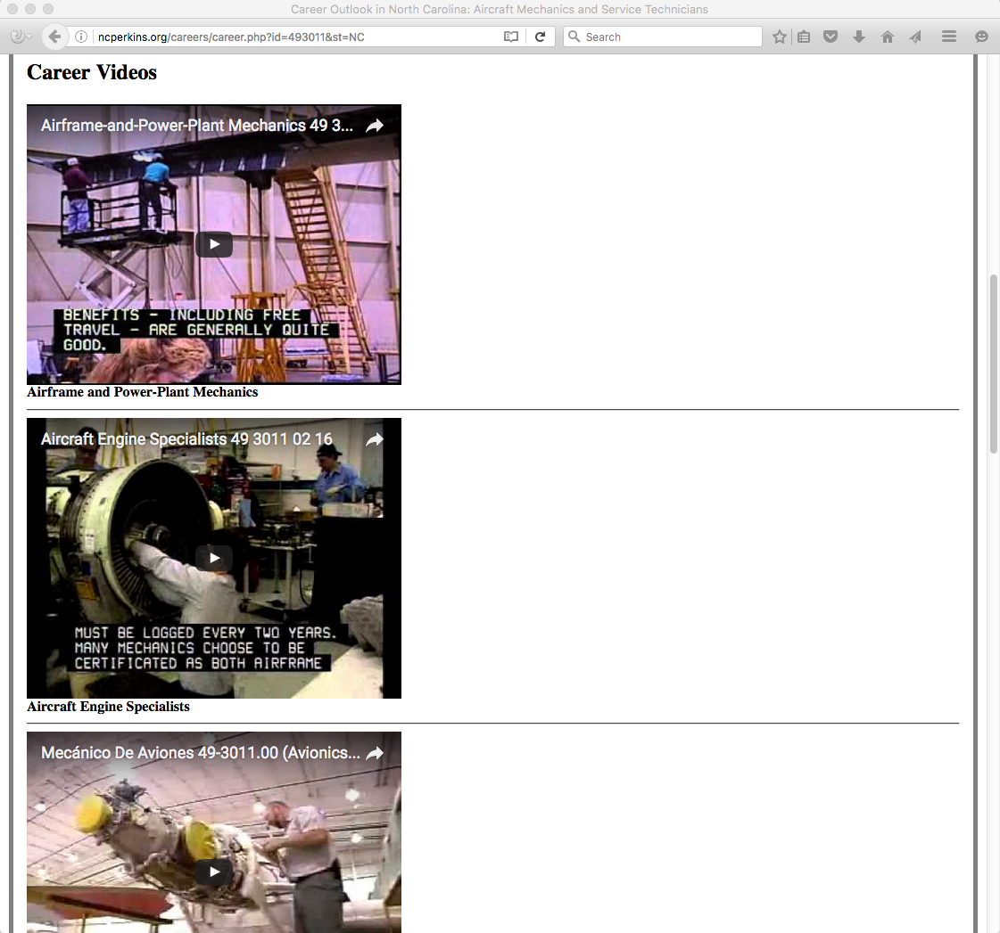 Career Outlook in North Carolina: Aircraft Mechanics and Service Technicians
ncperkins.org/careers/career.php?id=493011&st=NC
Search
Career Videos
Airframe-and-Power-Plant Mechanics 49 3...
BENEFITS - INCLUDING FREE
TRAVEL - ARE GENERALLY QUITE
GOOD.
Airframe and Power-Plant Mechanics
Aircraft Engine Specialists 49 3011 02 16
MUST BE LOGGED EVERY TWO YEARS.
MANY MECHANICS CHOOSE TO BE
CERTIFICATED AS BOTH AIRFRAME
Aircraft Engine Specialists
Mecánico De Aviones 49-3011.00 (Avionics...